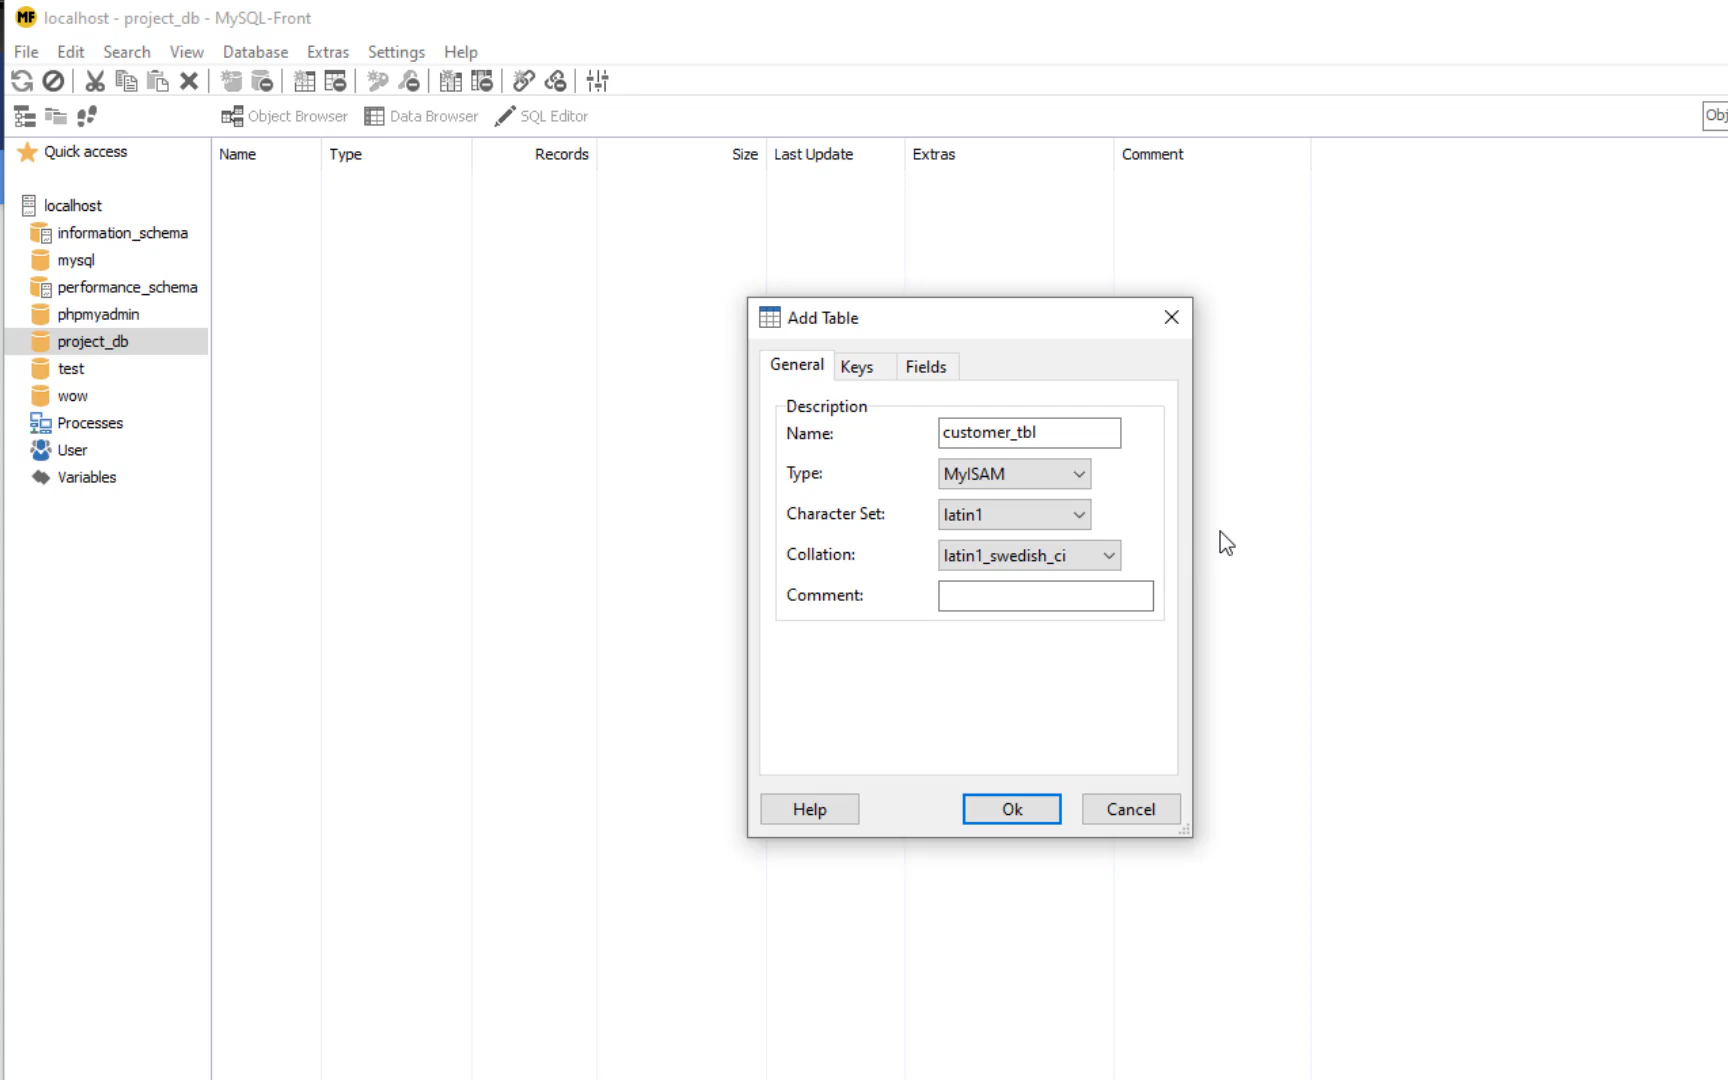 MF localhost - project_db - MySQL-Front
File Edit Search View Database Extras Settings Help
Object Browser Data Browser SQL Editor
Obj
Quick access
Name Type Records Size Last Update Extras Comment
localhost
information_schema
mysql
performance_schema
phpmyadmin
project_db
test
wow
Processes
User
Variables
Add Table
General Keys Fields
Description
Name: customer_tbl
Type: MyISAM
Character Set: latin1
Collation: latin1_swedish_ci
Comment:
Help Ok Cancel